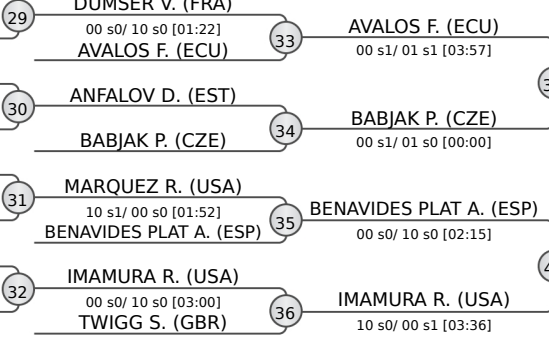 29
DUMSER V. (FRA)
00 s0/ 10 s0 [01:22]
AVALOS F. (ECU)
33
AVALOS F. (ECU)
00 s1/ 01 s1 [03:57]
30
ANFALOV D. (EST)
BABJAK P. (CZE)
34
BABJAK P. (CZE)
00 s1/ 01 s0 [00:00]
31
MARQUEZ R. (USA)
10 s1/ 00 s0 [01:52]
BENAVIDES PLAT A. (ESP)
35
BENAVIDES PLAT A. (ESP)
00 s0/ 10 s0 [02:15]
32
IMAMURA R. (USA)
00 s0/ 10 s0 [03:00]
TWIGG S. (GBR)
36
IMAMURA R. (USA)
10 s0/ 00 s1 [03:36]